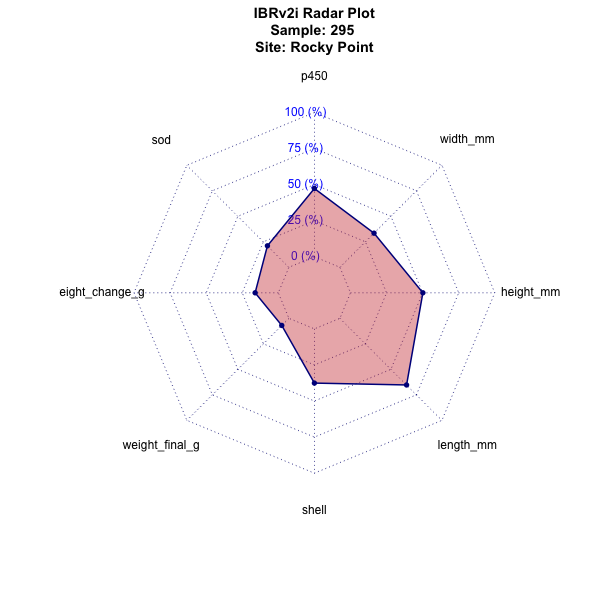 IBRv2i Radar Plot
Sample: 295
Site: Rocky Point
p450
100 (%)
sod
width_mm
75 (%)
50 (%)
25 (%)
0 (%)
eight_change_g
height_mm
weight_final_g
length_mm
shell